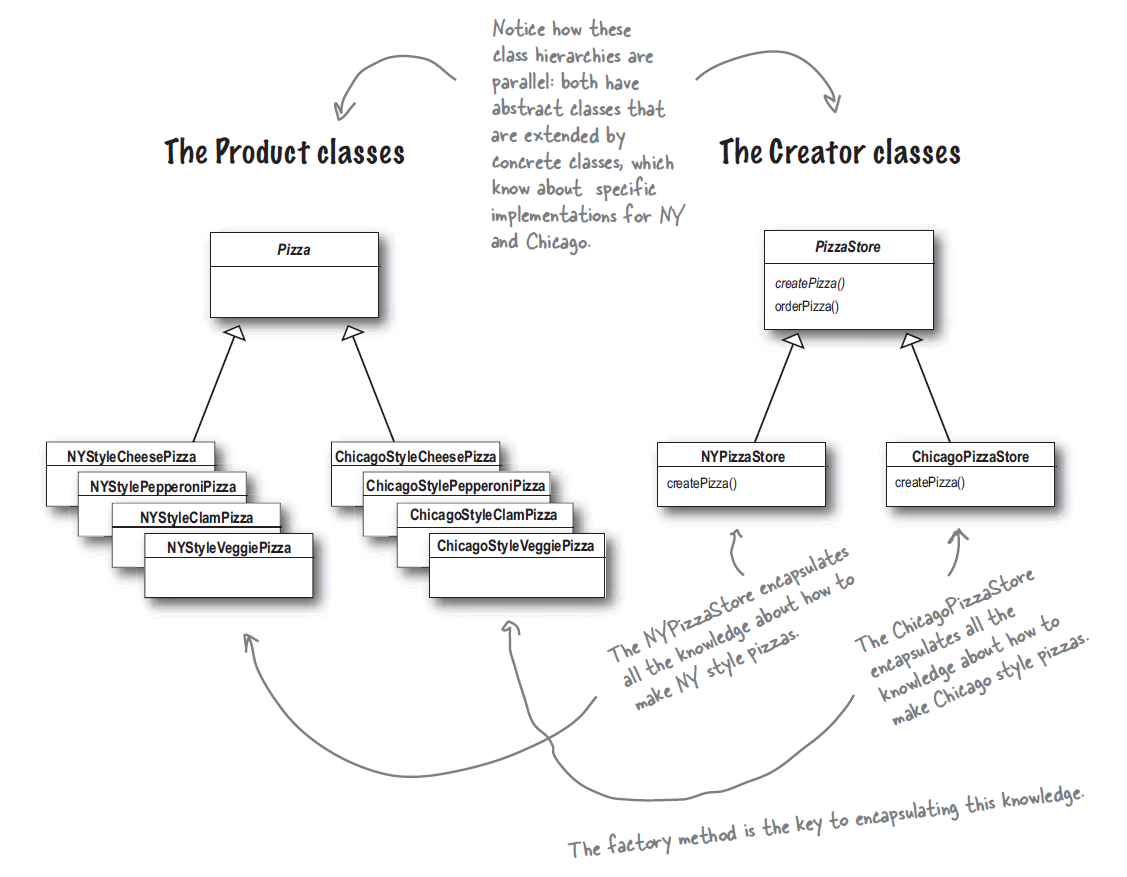 Notice how these
class hierarchies are
parallel: both have
abstract classes that
are extended by
concrete classes, which
know about specific
implementations for NY
and Chicago.
The Product classes
The Creator classes
Pizza
PizzaStore
createPizza()
orderPizza()
NYStyleCheesePizza
NYStylePepperoniPizza
NYStyleClamPizza
NYStyleVeggiePizza
ChicagoStyleCheesePizza
ChicagoStylePepperoniPizza
ChicagoStyleClamPizza
ChicagoStyleVeggiePizza
NYPizzaStore
createPizza()
ChicagoPizzaStore
createPizza()
The NYPizzaStore encapsulates
all the knowledge about how to
make NY style pizzas.
The ChicagoPizzaStore
encapsulates all the
knowledge about how to
make Chicago style pizzas.
The factory method is the key to encapsulating this knowledge.